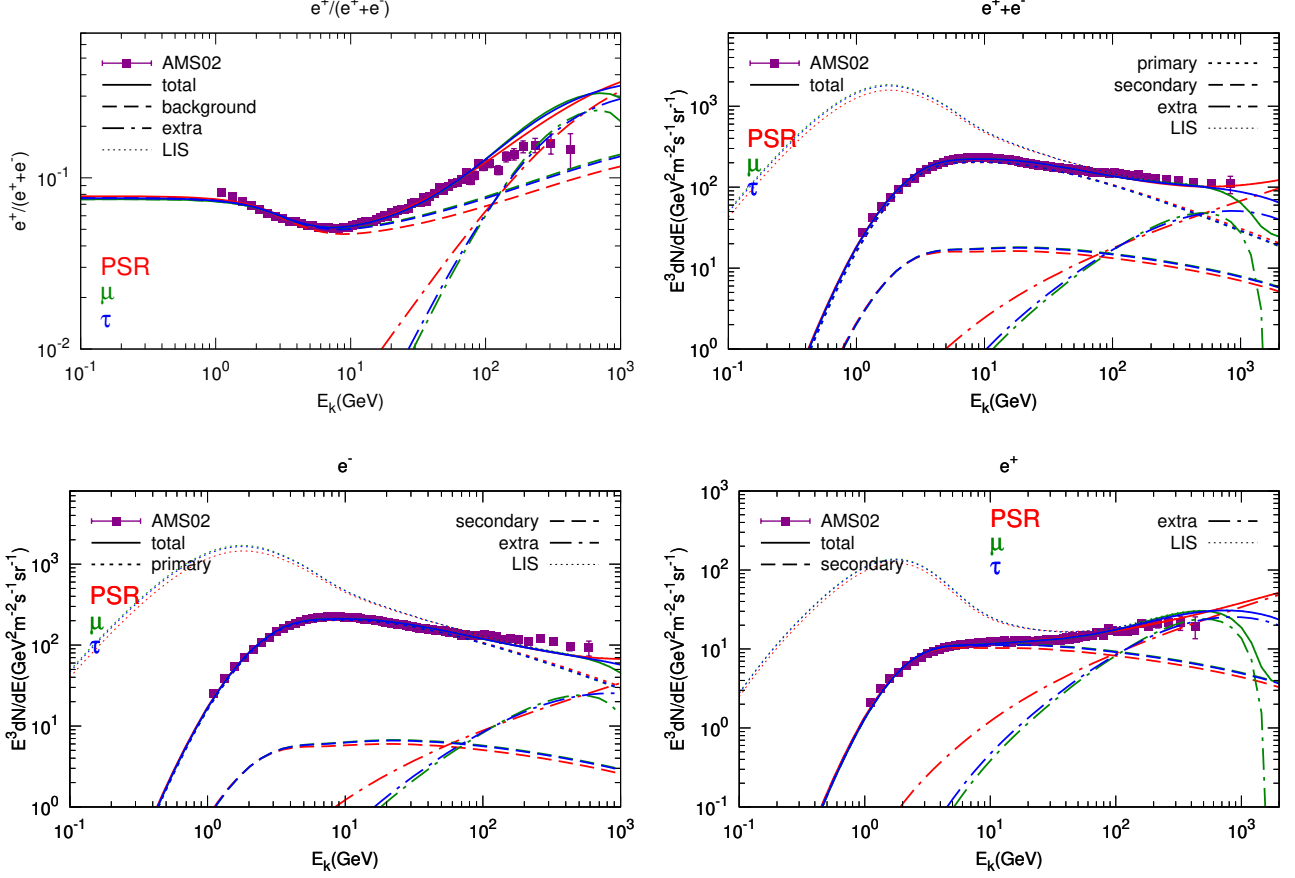 e+/(e++e-)
AMS02
total
background
extra
LIS
PSR
μ
τ
e+/(e++e-)
10-1
10-2
10-1 100 101 102 103
Ek(GeV)
e++e-
AMS02
total
primary
secondary
extra
LIS
PSR
μ
τ
E3dN/dE(GeV2m-2s-1sr-1)
103
102
101
100
10-1 100 101 102 103
Ek(GeV)
e-
AMS02
total
primary
secondary
extra
LIS
PSR
μ
τ
E3dN/dE(GeV2m-2s-1sr-1)
103
102
101
100
10-1 100 101 102 103
Ek(GeV)
e+
AMS02
total
secondary
PSR
μ
τ
extra
LIS
E3dN/dE(GeV2m-2s-1sr-1)
103
102
101
100
10-1
10-1 100 101 102 103
Ek(GeV)